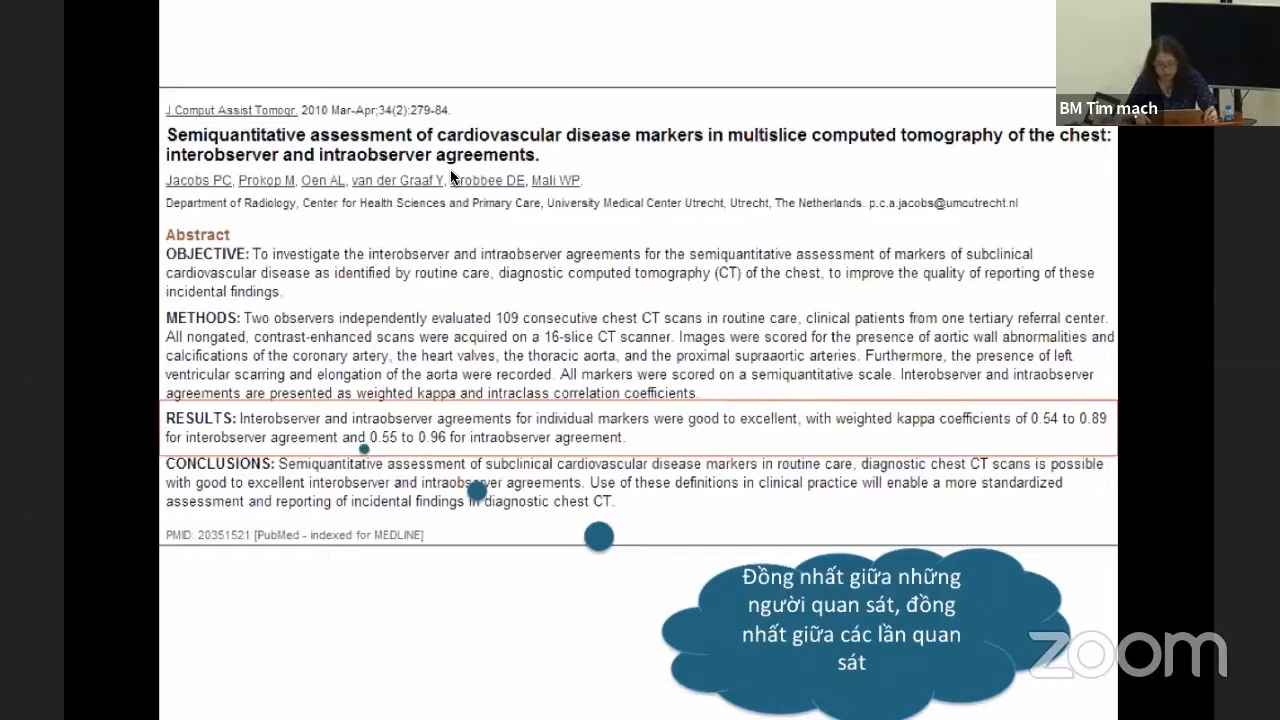 BM Tim mạch
J Comput Assist Tomogr. 2010 Mar-Apr;34(2):279-84.
Semiquantitative assessment of cardiovascular disease markers in multislice computed tomography of the chest:
interobserver and intraobserver agreements.
Jacobs PC, Prokop M, Oen AL, van der Graaf Y, Grobbee DE, Mali WP.
Department of Radiology, Center for Health Sciences and Primary Care, University Medical Center Utrecht, Utrecht, The Netherlands. p.c.a.jacobs@umcutrecht.nl
Abstract
OBJECTIVE: To investigate the interobserver and intraobserver agreements for the semiquantitative assessment of markers of subclinical
cardiovascular disease as identified by routine care, diagnostic computed tomography (CT) of the chest, to improve the quality of reporting of these
incidental findings.
METHODS: Two observers independently evaluated 109 consecutive chest CT scans in routine care, clinical patients from one tertiary referral center.
All nongated, contrast-enhanced scans were acquired on a 16-slice CT scanner. Images were scored for the presence of aortic wall abnormalities and
calcifications of the coronary artery, the heart valves, the thoracic aorta, and the proximal supraaortic arteries. Furthermore, the presence of left
ventricular scarring and elongation of the aorta were recorded. All markers were scored on a semiquantitative scale. Interobserver and intraobserver
agreements are presented as weighted kappa and intraclass correlation coefficients.
RESULTS: Interobserver and intraobserver agreements for individual markers were good to excellent, with weighted kappa coefficients of 0.54 to 0.89
for interobserver agreement and 0.55 to 0.96 for intraobserver agreement.
CONCLUSIONS: Semiquantitative assessment of subclinical cardiovascular disease markers in routine care, diagnostic chest CT scans is possible
with good to excellent interobserver and intraobserver agreements. Use of these definitions in clinical practice will enable a more standardized
assessment and reporting of incidental findings in diagnostic chest CT.
PMID: 20351521 [PubMed - indexed for MEDLINE]
Đồng nhất giữa những
người quan sát, đồng
nhất giữa các lần quan
sát
zoom